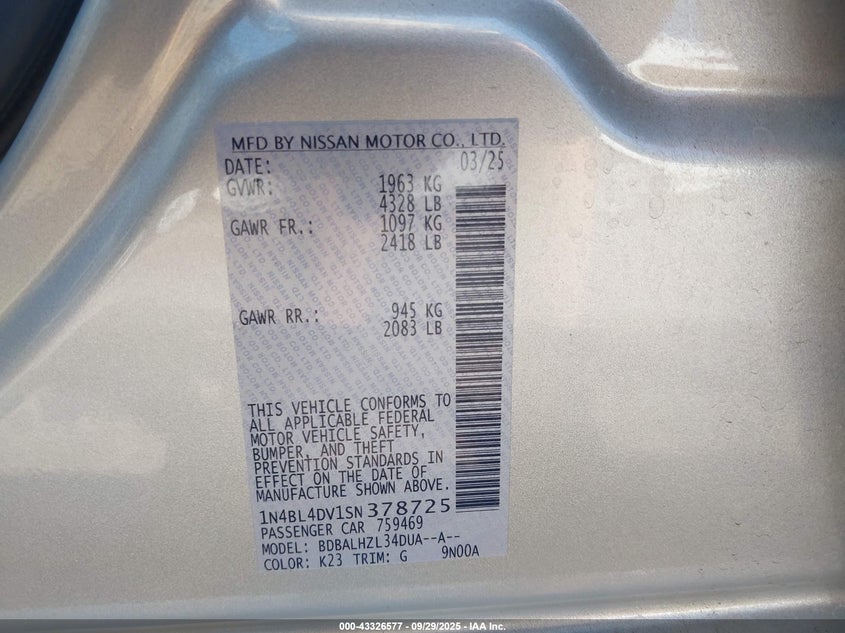 MFD BY NISSAN MOTOR CO., LTD.
DATE: 03/25
GVWR: 1963 KG
4328 LB
GAWR FR.: 1097 KG
2418 LB
GAWR RR.: 945 KG
2083 LB
THIS VEHICLE CONFORMS TO
ALL APPLICABLE FEDERAL
MOTOR VEHICLE SAFETY,
BUMPER, AND THEFT
PREVENTION STANDARDS IN
EFFECT ON THE DATE OF
MANUFACTURE SHOWN ABOVE.
1N4BL4DV1SN378725
PASSENGER CAR 759469
MODEL: BDBALHZL34DUA--A--
COLOR: K23 TRIM: G 9N00A
000-43326577 - 09/29/2025 - IAA Inc.